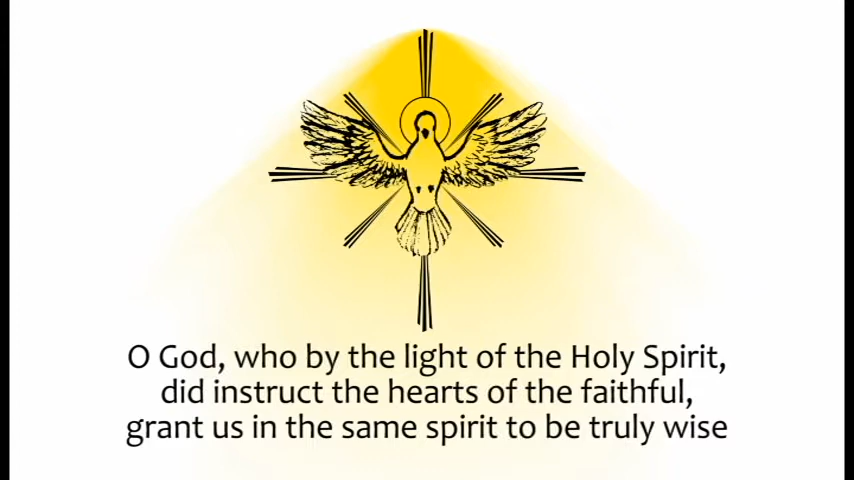 O God, who by the light of the Holy Spirit,
did instruct the hearts of the faithful,
grant us in the same spirit to be truly wise